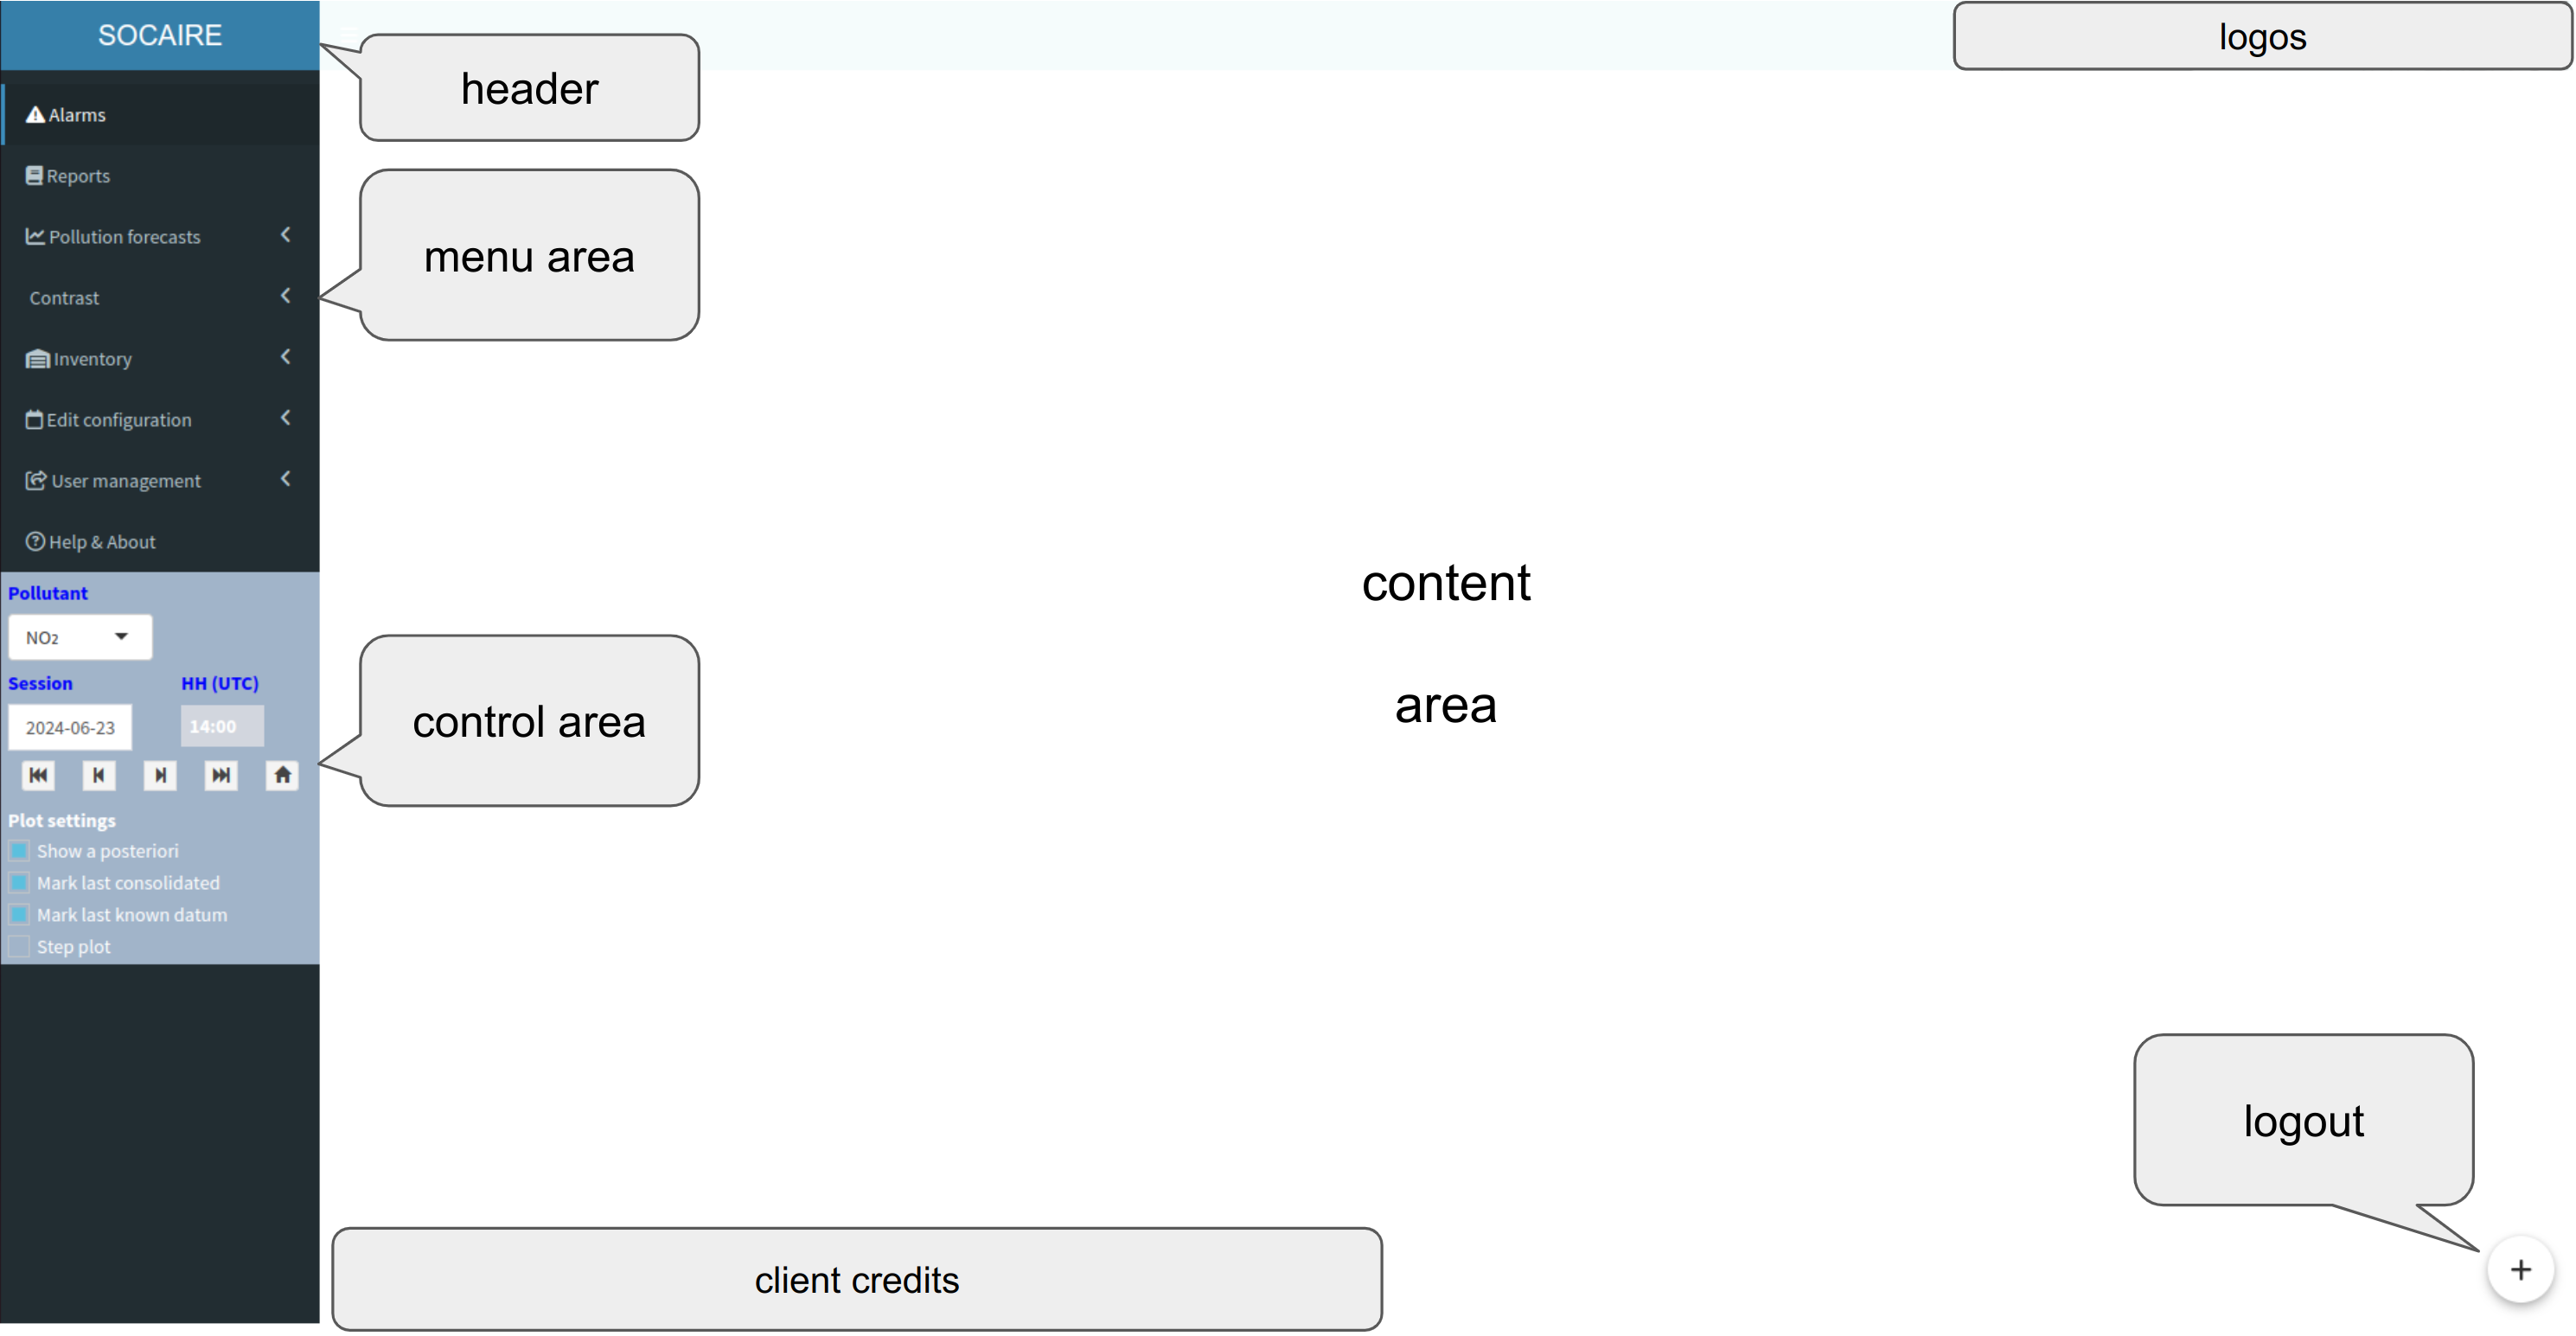 SOCAIRE
logos
header
Alarms
Reports
menu area
Pollution forecasts
Contrast
Inventory
Edit configuration
User management
Help & About
content
area
Pollutant
NO₂
Session HH (UTC)
2024-06-23 14:00
control area
Plot settings
Show a posteriori
Mark last consolidated
Mark last known datum
Step plot
logout
client credits
+